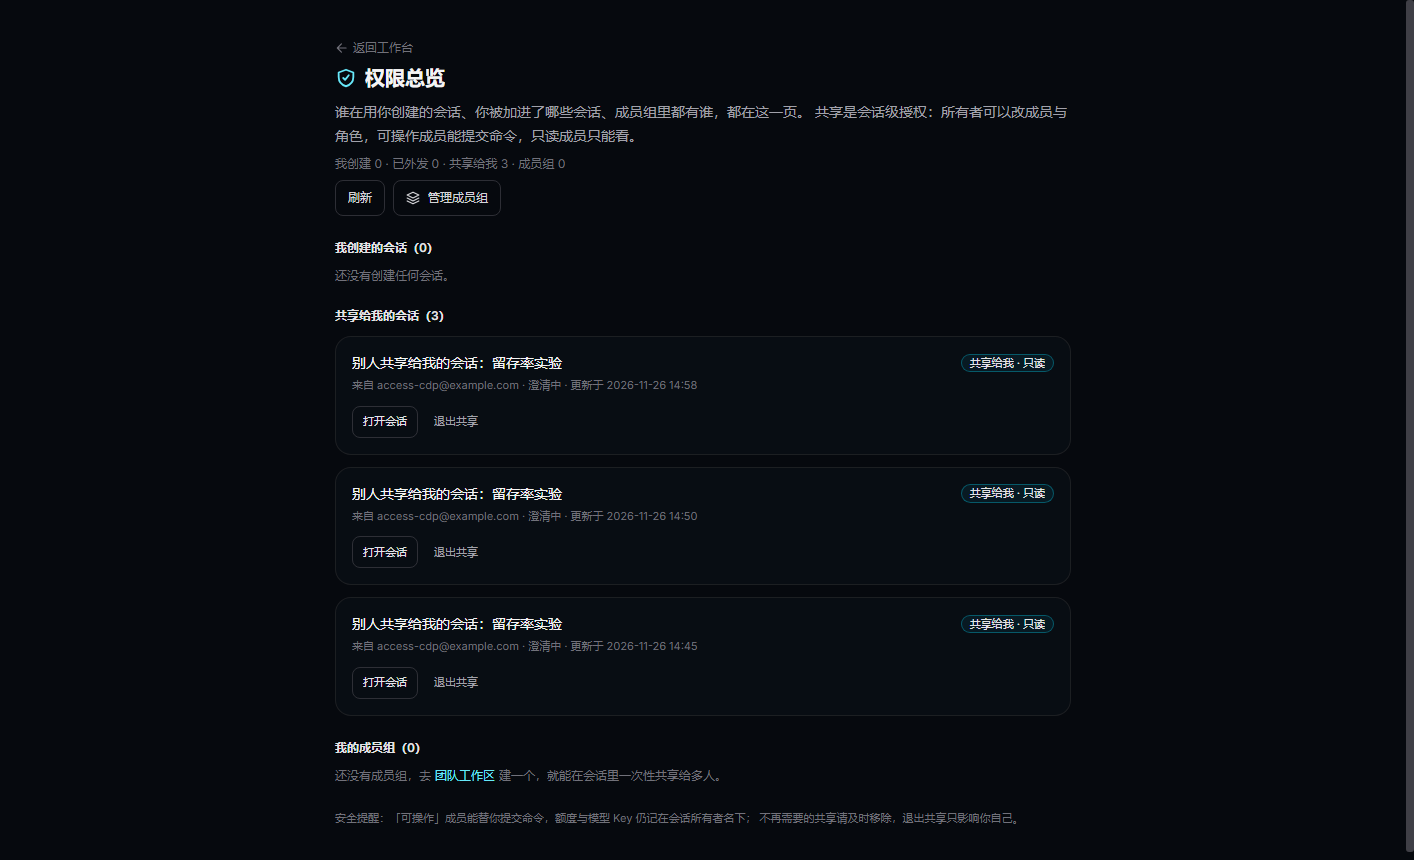 返回工作台
权限总览
谁在用你创建的会话、你被加进了哪些会话、成员组里都有谁，都在这一页。 共享是会话级授权：所有者可以改成员与
角色，可操作成员能提交命令，只读成员只能看。
我创建 0 · 已外发 0 · 共享给我 3 · 成员组 0
刷新 管理成员组
我创建的会话（0）
还没有创建任何会话。
共享给我的会话（3）
别人共享给我的会话：留存率实验 共享给我 · 只读
来自 access-cdp@example.com · 澄清中 · 更新于 2026-11-26 14:58
打开会话 退出共享
别人共享给我的会话：留存率实验 共享给我 · 只读
来自 access-cdp@example.com · 澄清中 · 更新于 2026-11-26 14:50
打开会话 退出共享
别人共享给我的会话：留存率实验 共享给我 · 只读
来自 access-cdp@example.com · 澄清中 · 更新于 2026-11-26 14:45
打开会话 退出共享
我的成员组（0）
还没有成员组，去 团队工作区 建一个，就能在会话里一次性共享给多人。
安全提醒：「可操作」成员能替你提交命令，额度与模型 Key 仍记在会话所有者名下； 不再需要的共享请及时移除，退出共享只影响你自己。